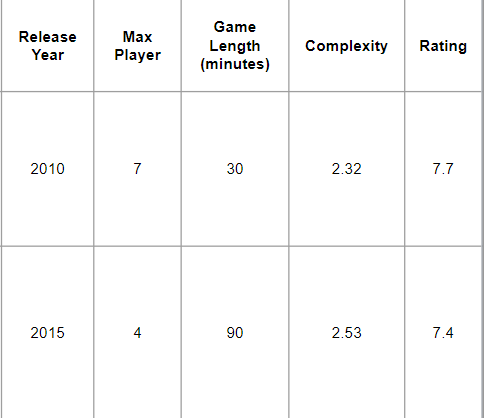 Release Year
Max Player
Game Length (minutes)
Complexity
Rating
2010 7 30 2.32 7.7
2015 4 90 2.53 7.4